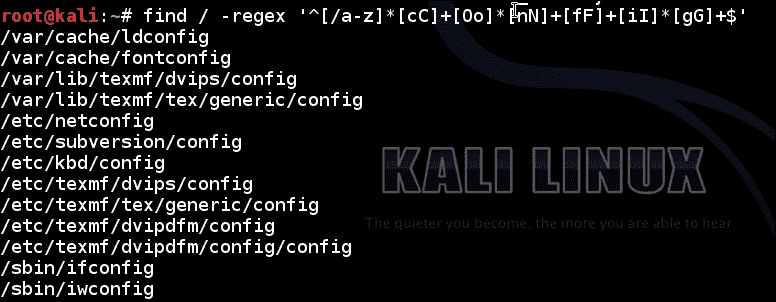 root@kali:~# find / -regex '^[/a-z]*[cC]+[Oo]*[nN]+[fF]+[iI]*[gG]+$'
/var/cache/ldconfig
/var/cache/fontconfig
/var/lib/texmf/dvips/config
/var/lib/texmf/tex/generic/config
/etc/netconfig
/etc/subversion/config
/etc/kbd/config
/etc/texmf/dvips/config
/etc/texmf/tex/generic/config
/etc/texmf/dvipdfm/config
/etc/texmf/dvipdfm/config/config
/sbin/ifconfig
/sbin/iwconfig
KALI LINUX
The quieter you become, the more you are able to hear.